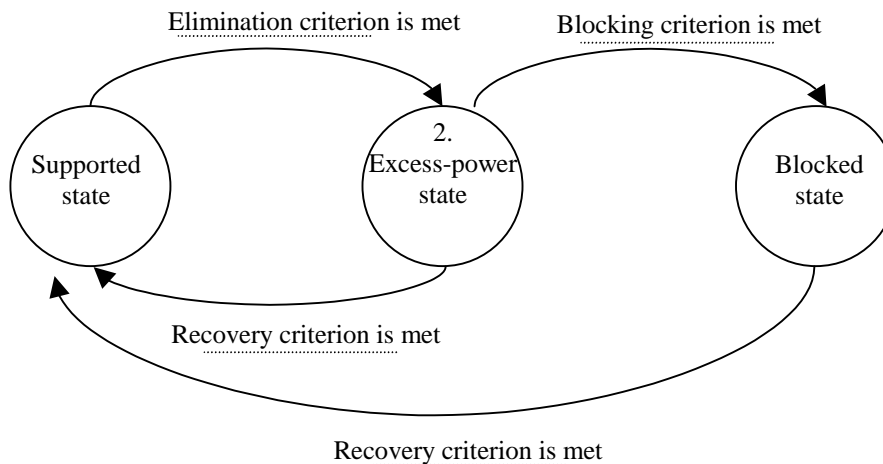 Elimination criterion is met
Blocking criterion is met
Supported
state
2.
Excess-power
state
Blocked
state
Recovery criterion is met
Recovery criterion is met